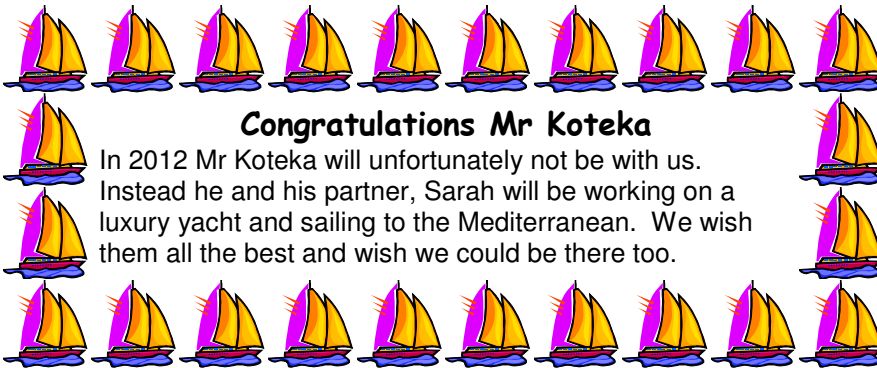 Congratulations Mr Koteka
In 2012 Mr Koteka will unfortunately not be with us.
Instead he and his partner, Sarah will be working on a
luxury yacht and sailing to the Mediterranean.  We wish
them all the best and wish we could be there too.